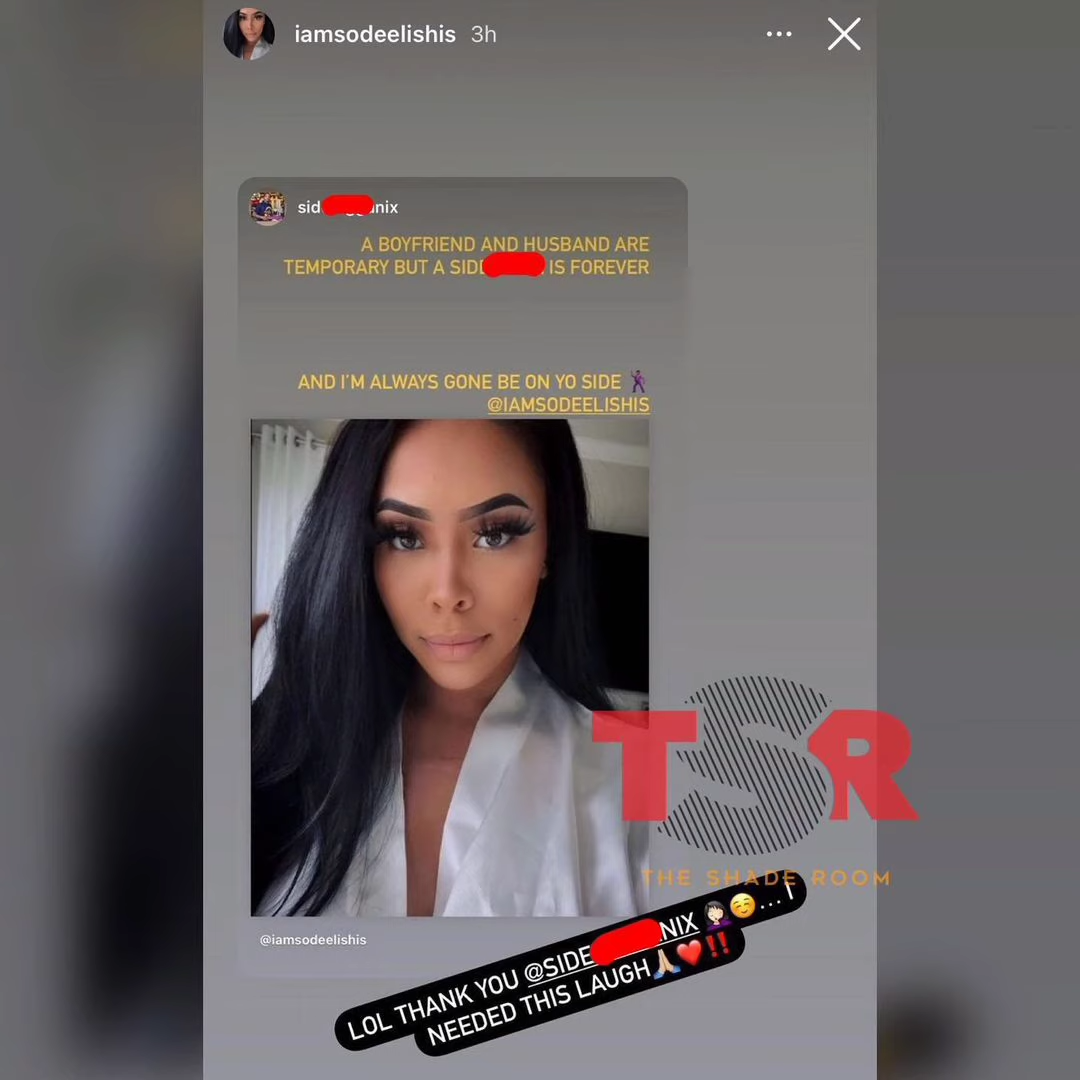 iamsodeelishis 3h
sid nix
A BOYFRIEND AND HUSBAND ARE
TEMPORARY BUT A SIDE IS FOREVER
AND I'M ALWAYS GONE BE ON YO SIDE 🕺🏿
@IAMSODEELISHIS
TSR
THE SHADE ROOM
@iamsodeelishis
LOL THANK YOU @SIDE NIX 🤦🏻‍♀️☺️... I
NEEDED THIS LAUGH🙏🏼❤️‼️